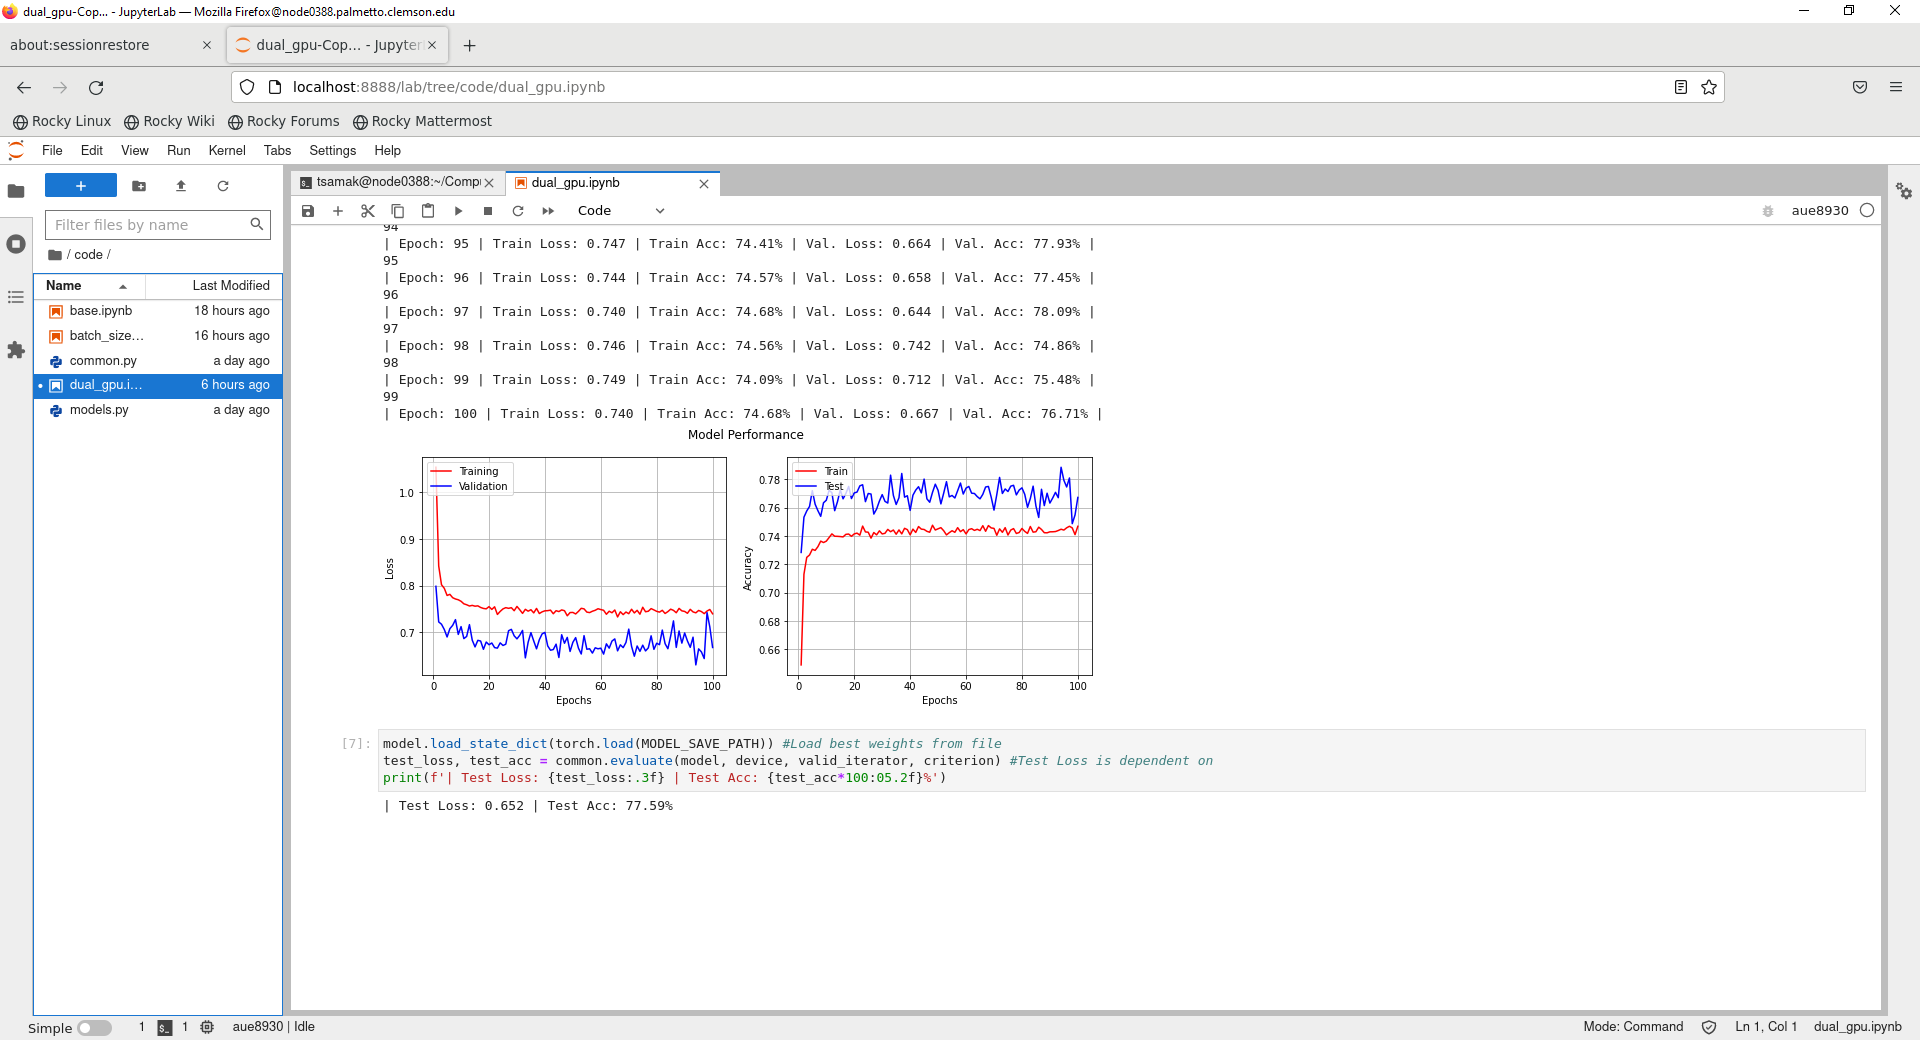 dual_gpu-Cop... - JupyterLab — Mozilla Firefox@node0388.palmetto.clemson.edu
about:sessionrestore
dual_gpu-Cop... - Jupyter
localhost:8888/lab/tree/code/dual_gpu.ipynb
Rocky Linux Rocky Wiki Rocky Forums Rocky Mattermost
File Edit View Run Kernel Tabs Settings Help
tsamak@node0388:~/Comp
dual_gpu.ipynb
Code
aue8930
Filter files by name
/ code /
Name Last Modified
base.ipynb 18 hours ago
batch_size... 16 hours ago
common.py a day ago
dual_gpu.i... 6 hours ago
models.py a day ago
94
| Epoch: 95 | Train Loss: 0.747 | Train Acc: 74.41% | Val. Loss: 0.664 | Val. Acc: 77.93% |
95
| Epoch: 96 | Train Loss: 0.744 | Train Acc: 74.57% | Val. Loss: 0.658 | Val. Acc: 77.45% |
96
| Epoch: 97 | Train Loss: 0.740 | Train Acc: 74.68% | Val. Loss: 0.644 | Val. Acc: 78.09% |
97
| Epoch: 98 | Train Loss: 0.746 | Train Acc: 74.56% | Val. Loss: 0.742 | Val. Acc: 74.86% |
98
| Epoch: 99 | Train Loss: 0.749 | Train Acc: 74.09% | Val. Loss: 0.712 | Val. Acc: 75.48% |
99
| Epoch: 100 | Train Loss: 0.740 | Train Acc: 74.68% | Val. Loss: 0.667 | Val. Acc: 76.71% |
Model Performance
Training
Validation
1.0
0.9
0.8
0.7
Loss
0 20 40 60 80 100
Epochs
Train
Test
0.78
0.76
0.74
0.72
0.70
0.68
0.66
Accuracy
0 20 40 60 80 100
Epochs
[7]:
model.load_state_dict(torch.load(MODEL_SAVE_PATH)) #Load best weights from file
test_loss, test_acc = common.evaluate(model, device, valid_iterator, criterion) #Test Loss is dependent on
print(f'| Test Loss: {test_loss:.3f} | Test Acc: {test_acc*100:05.2f}%')
| Test Loss: 0.652 | Test Acc: 77.59%
Simple 1 $_ 1 aue8930 | Idle
Mode: Command Ln 1, Col 1 dual_gpu.ipynb